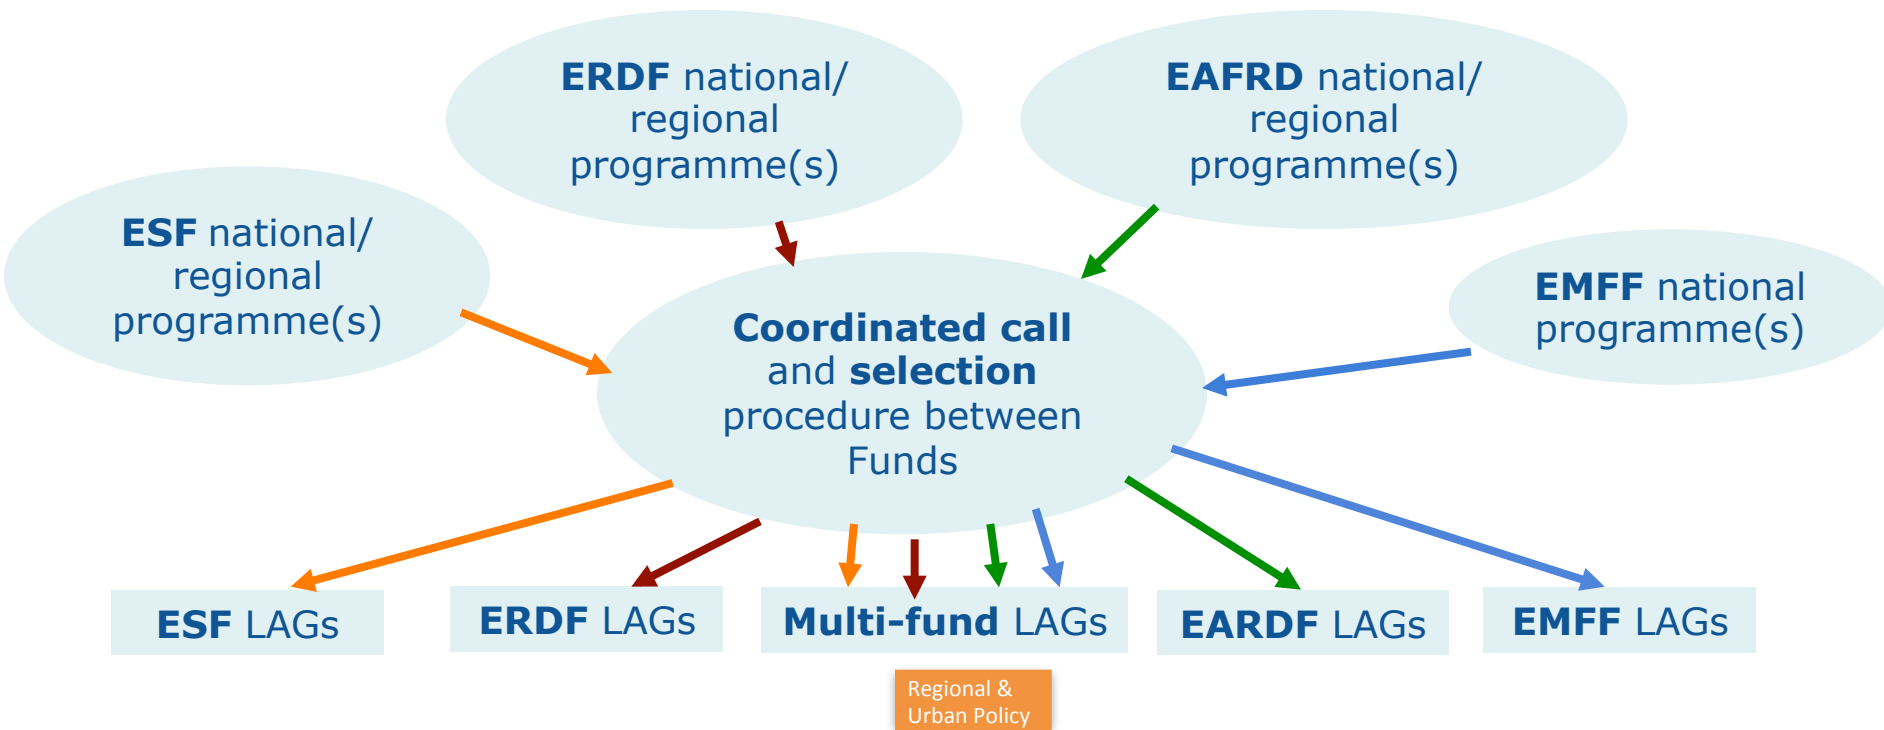 ERDF national/
regional
programme(s)
EAFRD national/
regional
programme(s)
ESF national/
regional
programme(s)
EMFF national
programme(s)
Coordinated call
and selection
procedure between
Funds
ESF LAGs
ERDF LAGs
Multi-fund LAGs
EARDF LAGs
EMFF LAGs
Regional &
Urban Policy